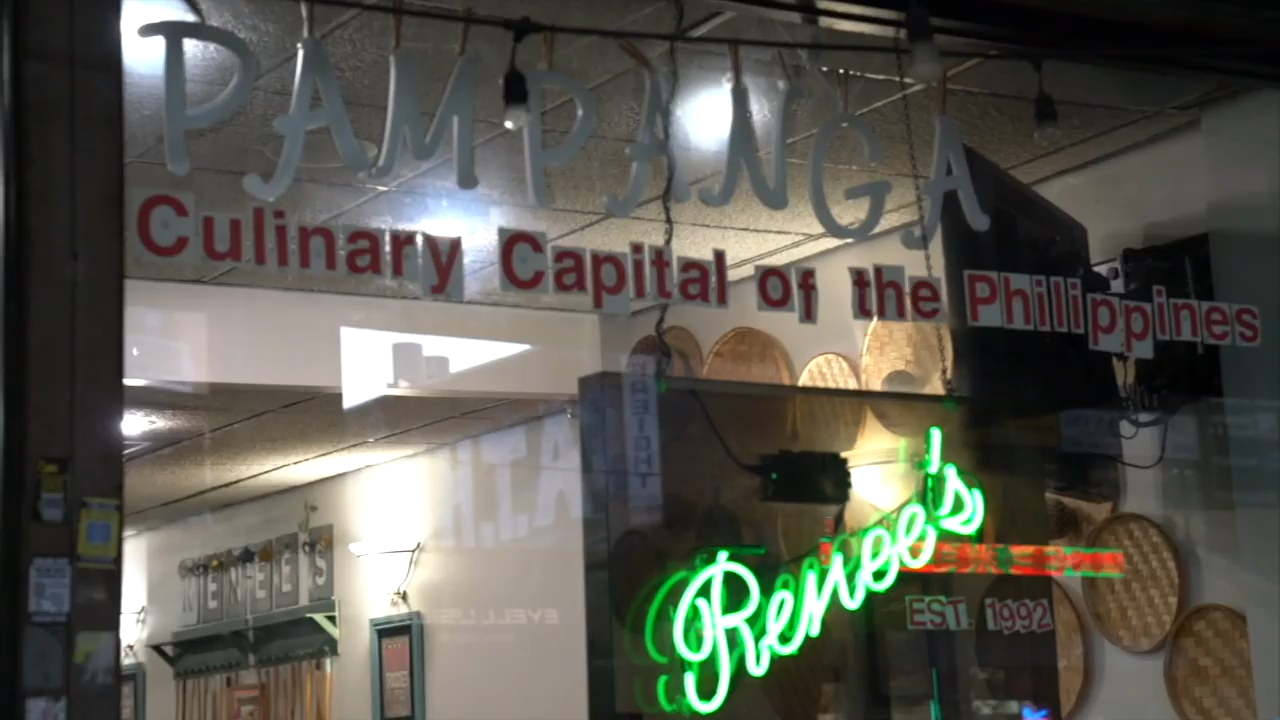 PAMPANGA
Culinary Capital of the Philippines
Renee's
EST. 1992
RENEE'S